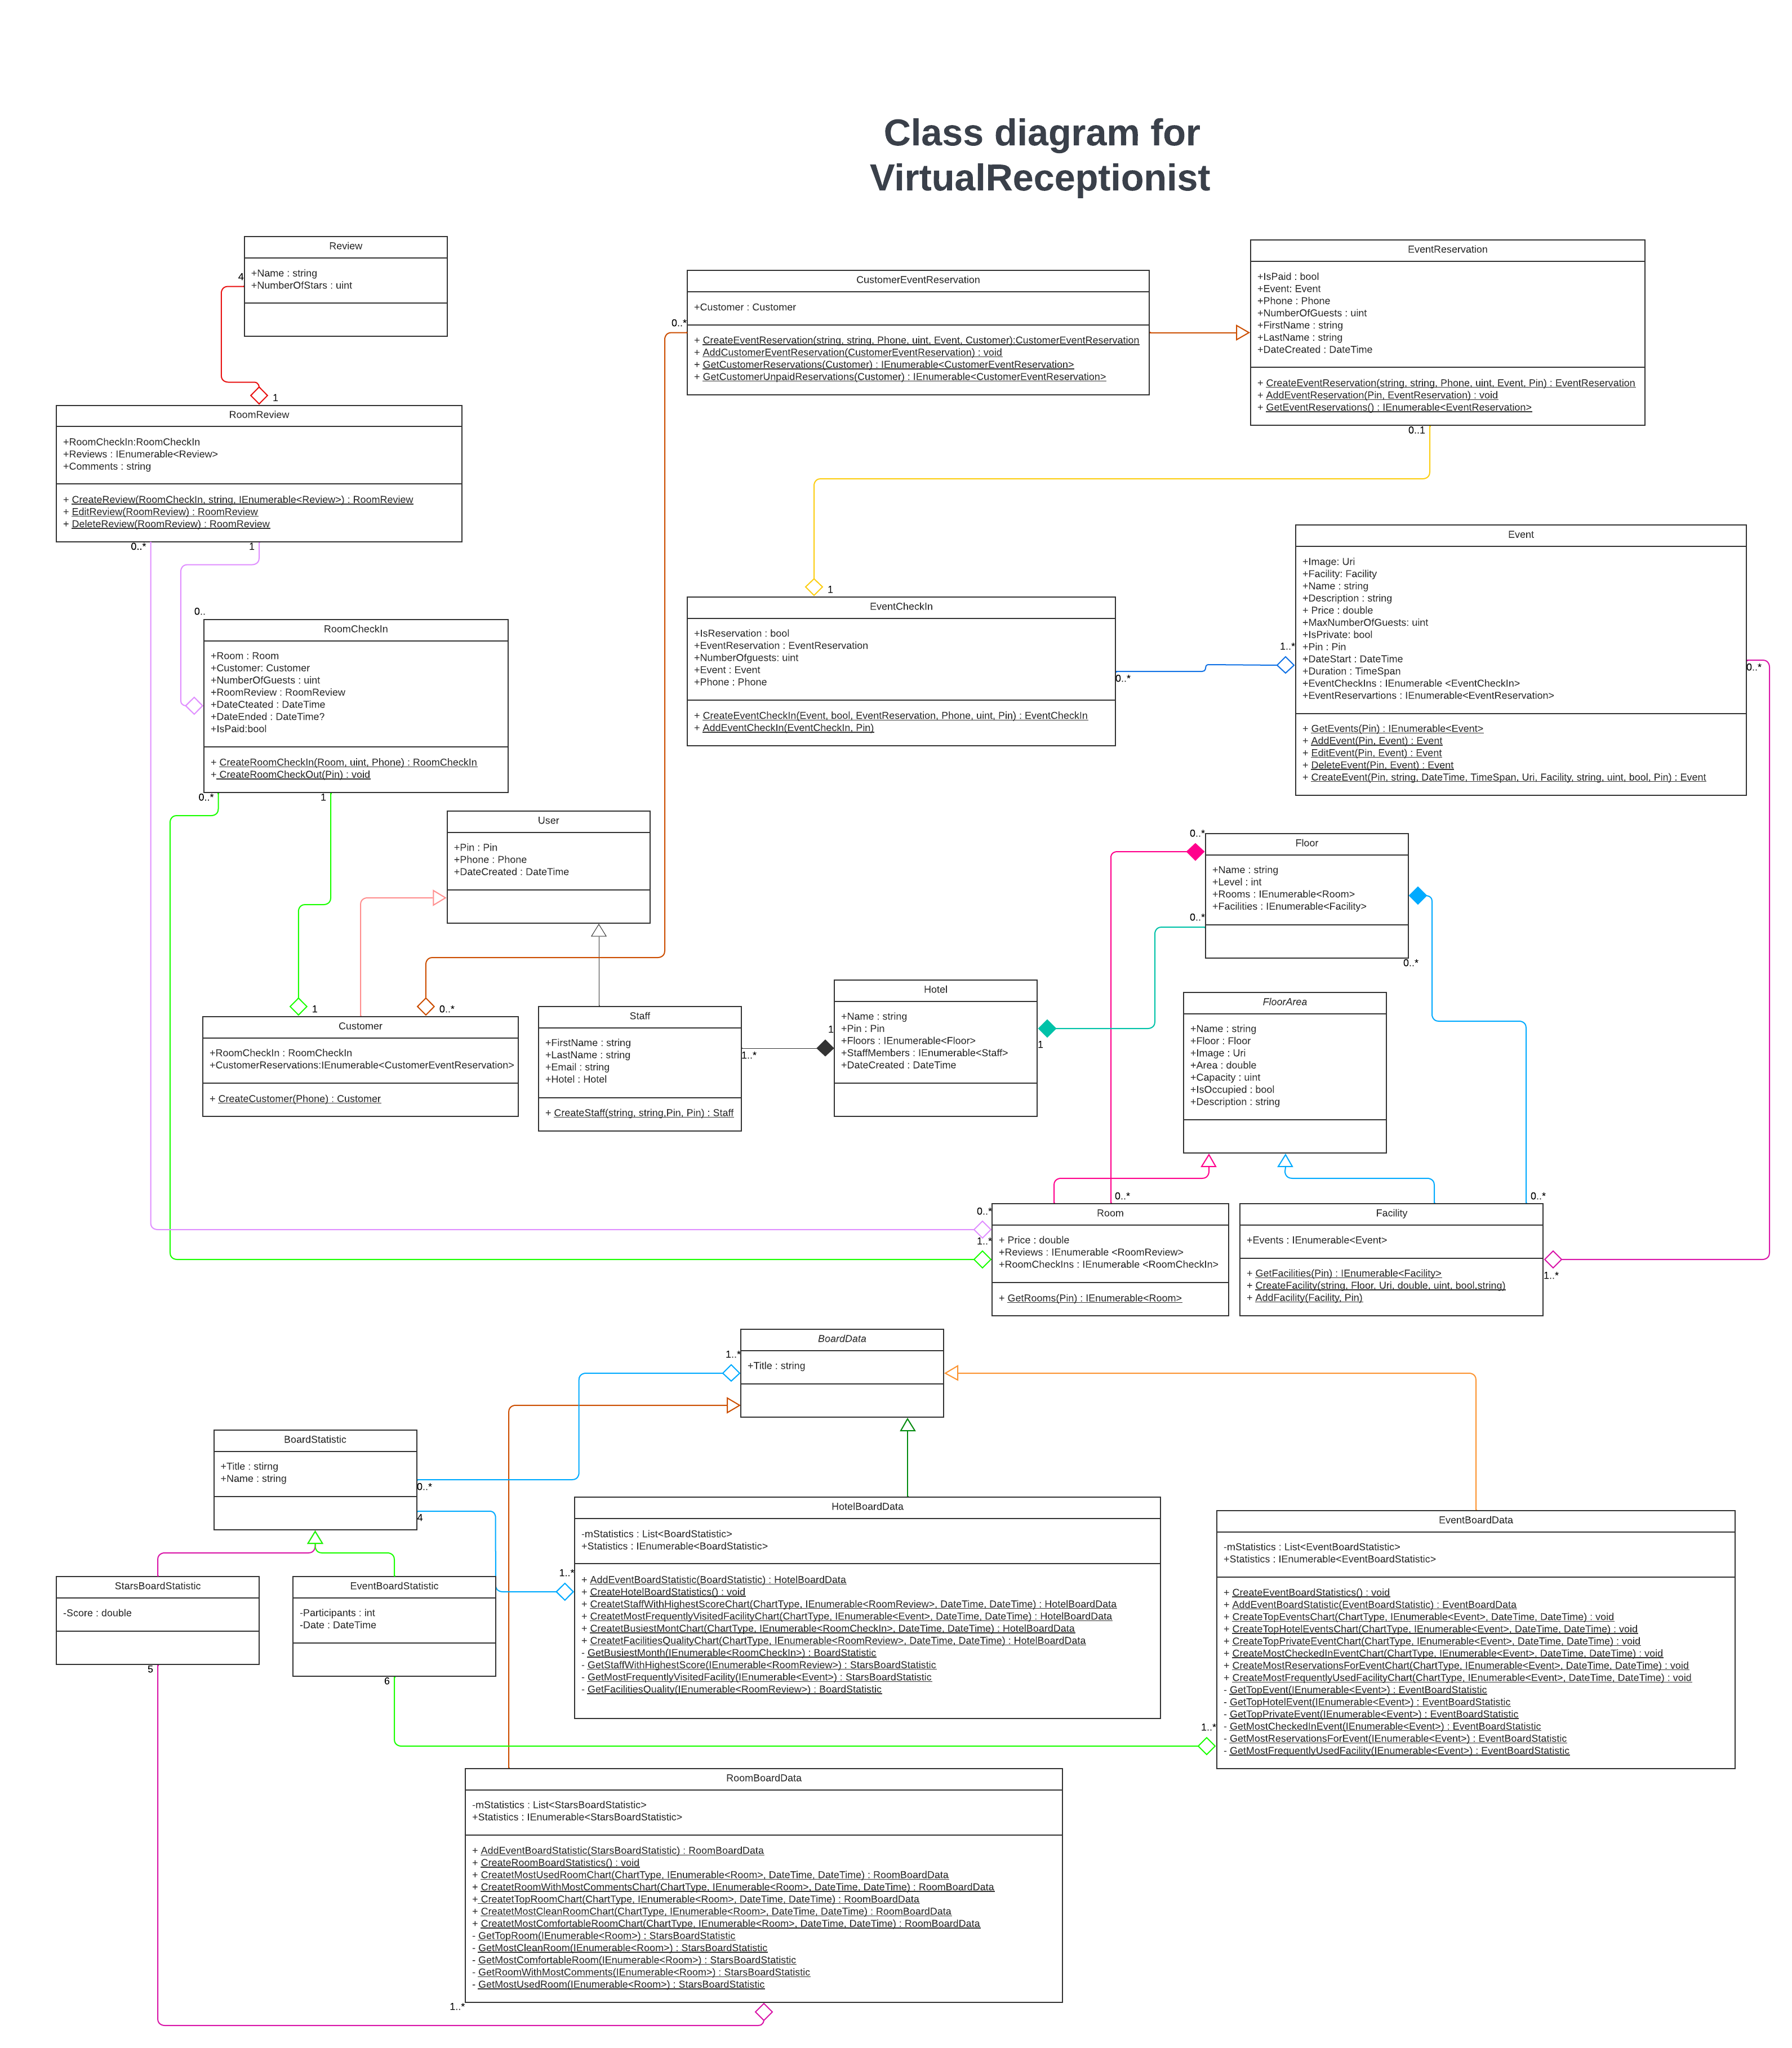 Class diagram for
VirtualReceptionist
Review
+Name : string
+NumberOfStars : uint
4
1
RoomReview
+RoomCheckIn:RoomCheckIn
+Reviews : IEnumerable<Review>
+Comments : string
+ CreateReview(RoomCheckIn, string, IEnumerable<Review>) : RoomReview
+ EditReview(RoomReview) : RoomReview
+ DeleteReview(RoomReview) : RoomReview
0..*
1
CustomerEventReservation
+Customer : Customer
0..*
+ CreateEventReservation(string, string, Phone, uint, Event, Customer):CustomerEventReservation
+ AddCustomerEventReservation(CustomerEventReservation) : void
+ GetCustomerReservations(Customer) : IEnumerable<CustomerEventReservation>
+ GetCustomerUnpaidReservations(Customer) : IEnumerable<CustomerEventReservation>
EventReservation
+IsPaid : bool
+Event: Event
+Phone : Phone
+NumberOfGuests : uint
+FirstName : string
+LastName : string
+DateCreated : DateTime
+ CreateEventReservation(string, string, Phone, uint, Event, Pin) : EventReservation
+ AddEventReservation(Pin, EventReservation) : void
+ GetEventReservations() : IEnumerable<EventReservation>
0..1
1
EventCheckIn
+IsReservation : bool
+EventReservation : EventReservation
+NumberOfguests: uint
+Event : Event
+Phone : Phone
+ CreateEventCheckIn(Event, bool, EventReservation, Phone, uint, Pin) : EventCheckIn
+ AddEventCheckIn(EventCheckIn, Pin)
0..*
1..*
Event
+Image: Uri
+Facility: Facility
+Name : string
+Description : string
+ Price : double
+MaxNumberOfGuests: uint
+IsPrivate: bool
+Pin : Pin
+DateStart : DateTime
+Duration : TimeSpan
+EventCheckIns : IEnumerable <EventCheckIn>
+EventReservartions : IEnumerable<EventReservation>
+ GetEvents(Pin) : IEnumerable<Event>
+ AddEvent(Pin, Event) : Event
+ EditEvent(Pin, Event) : Event
+ DeleteEvent(Pin, Event) : Event
+ CreateEvent(Pin, string, DateTime, TimeSpan, Uri, Facility, string, uint, bool, Pin) : Event
0..*
0..
RoomCheckIn
+Room : Room
+Customer: Customer
+NumberOfGuests : uint
+RoomReview : RoomReview
+DateCteated : DateTime
+DateEnded : DateTime?
+IsPaid:bool
+ CreateRoomCheckIn(Room, uint, Phone) : RoomCheckIn
+ CreateRoomCheckOut(Pin) : void
0..*
1
User
+Pin : Pin
+Phone : Phone
+DateCreated : DateTime
0..*
Floor
+Name : string
+Level : int
+Rooms : IEnumerable<Room>
+Facilities : IEnumerable<Facility>
0..*
0..*
1
0..*
Customer
+RoomCheckIn : RoomCheckIn
+CustomerReservations:IEnumerable<CustomerEventReservation>
+ CreateCustomer(Phone) : Customer
Staff
+FirstName : string
+LastName : string
+Email : string
+Hotel : Hotel
+ CreateStaff(string, string,Pin, Pin) : Staff
1..*
1
Hotel
+Name : string
+Pin : Pin
+Floors : IEnumerable<Floor>
+StaffMembers : IEnumerable<Staff>
+DateCreated : DateTime
1
FloorArea
+Name : string
+Floor : Floor
+Image : Uri
+Area : double
+Capacity : uint
+IsOccupied : bool
+Description : string
0..*
0..*
0..*
1..*
Room
+ Price : double
+Reviews : IEnumerable <RoomReview>
+RoomCheckIns : IEnumerable <RoomCheckIn>
+ GetRooms(Pin) : IEnumerable<Room>
Facility
+Events : IEnumerable<Event>
+ GetFacilities(Pin) : IEnumerable<Facility>
+ CreateFacility(string, Floor, Uri, double, uint, bool,string)
+ AddFacility(Facility, Pin)
1..*
BoardData
+Title : string
1..*
BoardStatistic
+Title : stirng
+Name : string
0..*
4
StarsBoardStatistic
-Score : double
5
EventBoardStatistic
-Participants : int
-Date : DateTime
6
1..*
HotelBoardData
-mStatistics : List<BoardStatistic>
+Statistics : IEnumerable<BoardStatistic>
+ AddEventBoardStatistic(BoardStatistic) : HotelBoardData
+ CreateHotelBoardStatistics() : void
+ CreatetStaffWithHighestScoreChart(ChartType, IEnumerable<RoomReview>, DateTime, DateTime) : HotelBoardData
+ CreatetMostFrequentlyVisitedFacilityChart(ChartType, IEnumerable<Event>, DateTime, DateTime) : HotelBoardData
+ CreatetBusiestMontChart(ChartType, IEnumerable<RoomCheckIn>, DateTime, DateTime) : HotelBoardData
+ CreatetFacilitiesQualityChart(ChartType, IEnumerable<RoomReview>, DateTime, DateTime) : HotelBoardData
- GetBusiestMonth(IEnumerable<RoomCheckIn>) : BoardStatistic
- GetStaffWithHighestScore(IEnumerable<RoomReview>) : StarsBoardStatistic
- GetMostFrequentlyVisitedFacility(IEnumerable<Event>) : StarsBoardStatistic
- GetFacilitiesQuality(IEnumerable<RoomReview>) : BoardStatistic
EventBoardData
-mStatistics : List<EventBoardStatistic>
+Statistics : IEnumerable<EventBoardStatistic>
+ CreateEventBoardStatistics() : void
+ AddEventBoardStatistic(EventBoardStatistic) : EventBoardData
+ CreateTopEventsChart(ChartType, IEnumerable<Event>, DateTime, DateTime) : void
+ CreateTopHotelEventsChart(ChartType, IEnumerable<Event>, DateTime, DateTime) : void
+ CreateTopPrivateEventChart(ChartType, IEnumerable<Event>, DateTime, DateTime) : void
+ CreateMostCheckedInEventChart(ChartType, IEnumerable<Event>, DateTime, DateTime) : void
+ CreateMostReservationsForEventChart(ChartType, IEnumerable<Event>, DateTime, DateTime) : void
+ CreateMostFrequentlyUsedFacilityChart(ChartType, IEnumerable<Event>, DateTime, DateTime) : void
- GetTopEvent(IEnumerable<Event>) : EventBoardStatistic
- GetTopHotelEvent(IEnumerable<Event>) : EventBoardStatistic
- GetTopPrivateEvent(IEnumerable<Event>) : EventBoardStatistic
- GetMostCheckedInEvent(IEnumerable<Event>) : EventBoardStatistic
- GetMostReservationsForEvent(IEnumerable<Event>) : EventBoardStatistic
- GetMostFrequentlyUsedFacility(IEnumerable<Event>) : EventBoardStatistic
1..*
RoomBoardData
-mStatistics : List<StarsBoardStatistic>
+Statistics : IEnumerable<StarsBoardStatistic>
+ AddEventBoardStatistic(StarsBoardStatistic) : RoomBoardData
+ CreateRoomBoardStatistics() : void
+ CreatetMostUsedRoomChart(ChartType, IEnumerable<Room>, DateTime, DateTime) : RoomBoardData
+ CreatetRoomWithMostCommentsChart(ChartType, IEnumerable<Room>, DateTime, DateTime) : RoomBoardData
+ CreatetTopRoomChart(ChartType, IEnumerable<Room>, DateTime, DateTime) : RoomBoardData
+ CreatetMostCleanRoomChart(ChartType, IEnumerable<Room>, DateTime, DateTime) : RoomBoardData
+ CreatetMostComfortableRoomChart(ChartType, IEnumerable<Room>, DateTime, DateTime) : RoomBoardData
- GetTopRoom(IEnumerable<Room>) : StarsBoardStatistic
- GetMostCleanRoom(IEnumerable<Room>) : StarsBoardStatistic
- GetMostComfortableRoom(IEnumerable<Room>) : StarsBoardStatistic
- GetRoomWithMostComments(IEnumerable<Room>) : StarsBoardStatistic
- GetMostUsedRoom(IEnumerable<Room>) : StarsBoardStatistic
1..*